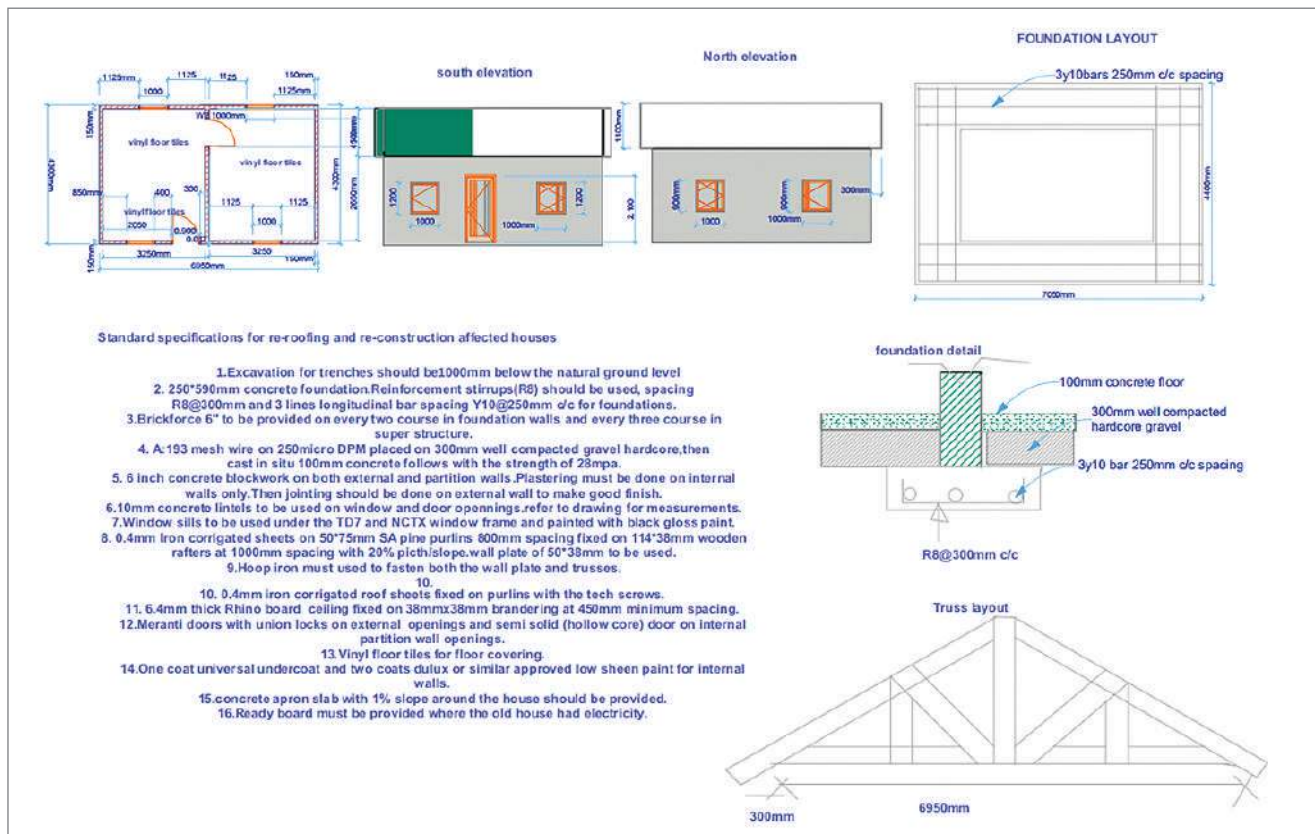 FOUNDATION LAYOUT
North elevation
south elevation
3y10bars 250mm c/c spacing
1125mm
1125
1125
150mm
1000
1125mm
1000mm
150mm
vinyl floor tiles
vinyl floor tiles
4300mm
850mm
400
300
vinyl floor tiles
1125
1125
2050
1000
3250mm
3250
150mm
150mm
6950mm
4300mm
1200
1000
1000mm
1200
1100mm
900mm
1000
900mm
1000mm
300mm
4400mm
7050mm
Standard specifications for re-roofing and re-construction affected houses
1.Excavation for trenches should be1000mm below the natural ground level
2. 250*590mm concrete foundation.Reinforcement stirrups(R8) should be used, spacing
R8@300mm and 3 lines longitudinal bar spacing Y10@250mm c/c for foundations.
3.Brickforce 6" to be provided on every two course in foundation walls and every three course in
super structure.
4. A:193 mesh wire on 250micro DPM placed on 300mm well compacted gravel hardcore,then
cast in situ 100mm concrete follows with the strength of 28mpa.
5. 6 inch concrete blockwork on both external and partition walls.Plastering must be done on internal
walls only.Then jointing should be done on external wall to make good finish.
6.10mm concrete lintels to be used on window and door opennings.refer to drawing for measurements.
7.Window sills to be used under the TD7 and NCTX window frame and painted with black gloss paint.
8. 0.4mm Iron corrigated sheets on 50*75mm SA pine purlins 800mm spacing fixed on 114*38mm wooden
rafters at 1000mm spacing with 20% picth/slope.wall plate of 50*38mm to be used.
9.Hoop iron must used to fasten both the wall plate and trusses.
10.
10. 0.4mm iron corrigated roof sheets fixed on purlins with the tech screws.
11. 6.4mm thick Rhino board ceiling fixed on 38mmx38mm brandering at 450mm minimum spacing.
12.Meranti doors with union locks on external openings and semi solid (hollow core) door on internal
partition wall openings.
13.Vinyl floor tiles for floor covering.
14.One coat universal undercoat and two coats dulux or similar approved low sheen paint for internal
walls.
15.concrete apron slab with 1% slope around the house should be provided.
16.Ready board must be provided where the old house had electricity.
foundation detail
100mm concrete floor
300mm well compacted
hardcore gravel
3y10 bar 250mm c/c spacing
R8@300mm c/c
Truss layout
6950mm
300mm